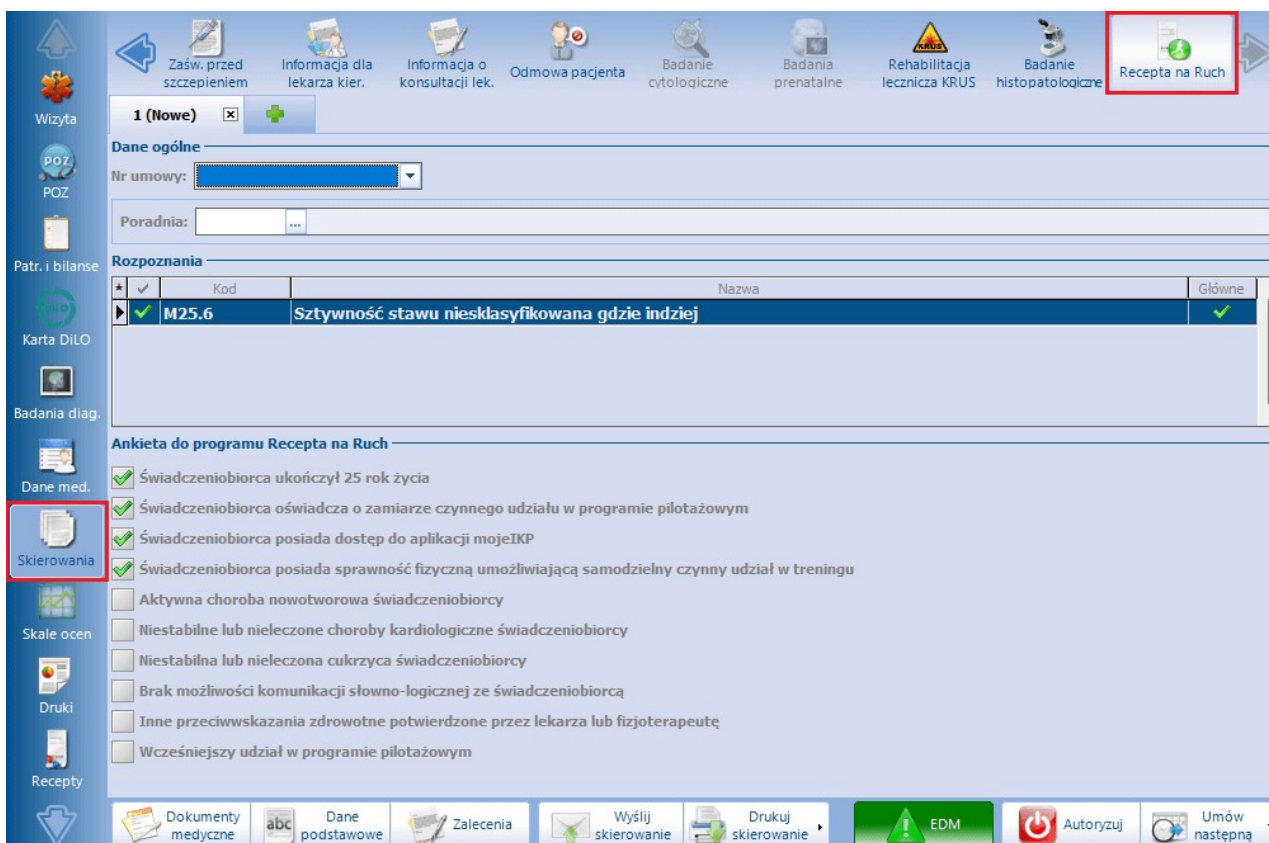 Zaśw. przed szczepieniem
Informacja dla lekarza kier.
Informacja o konsultacji lek.
Odmowa pacjenta
Badanie cytologiczne
Badania prenatalne
KRUS
Rehabilitacja lecznicza KRUS
Badanie histopatologiczne
Recepta na Ruch
Wizyta
POZ
POZ
Patr. i bilanse
DiLO
Karta DiLO
Badania diag.
Dane med.
Skierowania
Skale ocen
Druki
Recepty
1 (Nowe)
Dane ogólne
Nr umowy:
Poradnia:
...
Rozpoznania
* Kod Nazwa Główne
M25.6 Sztywność stawu niesklasyfikowana gdzie indziej
Ankieta do programu Recepta na Ruch
Świadczeniobiorca ukończył 25 rok życia
Świadczeniobiorca oświadcza o zamiarze czynnego udziału w programie pilotażowym
Świadczeniobiorca posiada dostęp do aplikacji mojeIKP
Świadczeniobiorca posiada sprawność fizyczną umożliwiającą samodzielny czynny udział w treningu
Aktywna choroba nowotworowa świadczeniobiorcy
Niestabilne lub nieleczone choroby kardiologiczne świadczeniobiorcy
Niestabilna lub nieleczona cukrzyca świadczeniobiorcy
Brak możliwości komunikacji słowno-logicznej ze świadczeniobiorcą
Inne przeciwwskazania zdrowotne potwierdzone przez lekarza lub fizjoterapeutę
Wcześniejszy udział w programie pilotażowym
Dokumenty medyczne
abc
Dane podstawowe
Zalecenia
Wyślij skierowanie
Drukuj skierowanie
EDM
Autoryzuj
Umów następną